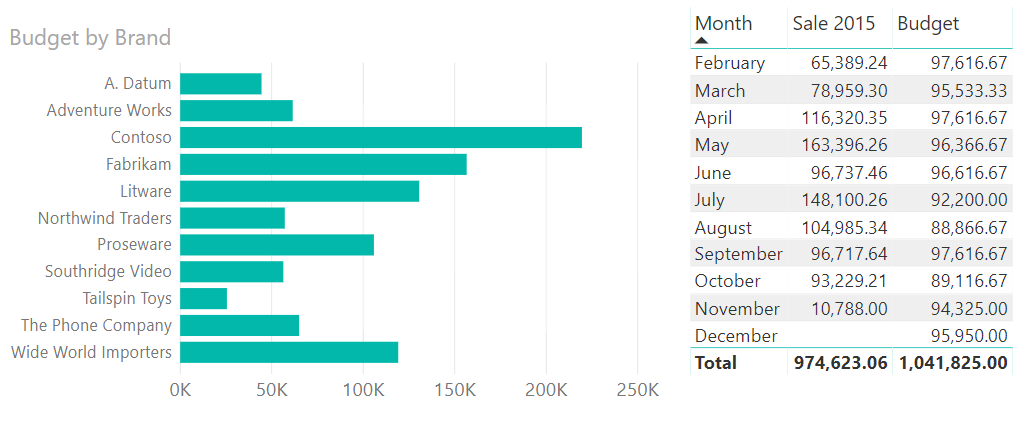 Budget by Brand
A. Datum
Adventure Works
Contoso
Fabrikam
Litware
Northwind Traders
Proseware
Southridge Video
Tailspin Toys
The Phone Company
Wide World Importers
0K 50K 100K 150K 200K 250K
Month Sale 2015 Budget
February 65,389.24 97,616.67
March 78,959.30 95,533.33
April 116,320.35 97,616.67
May 163,396.26 96,366.67
June 96,737.46 96,616.67
July 148,100.26 92,200.00
August 104,985.34 88,866.67
September 96,717.64 97,616.67
October 93,229.21 89,116.67
November 10,788.00 94,325.00
December 95,950.00
Total 974,623.06 1,041,825.00